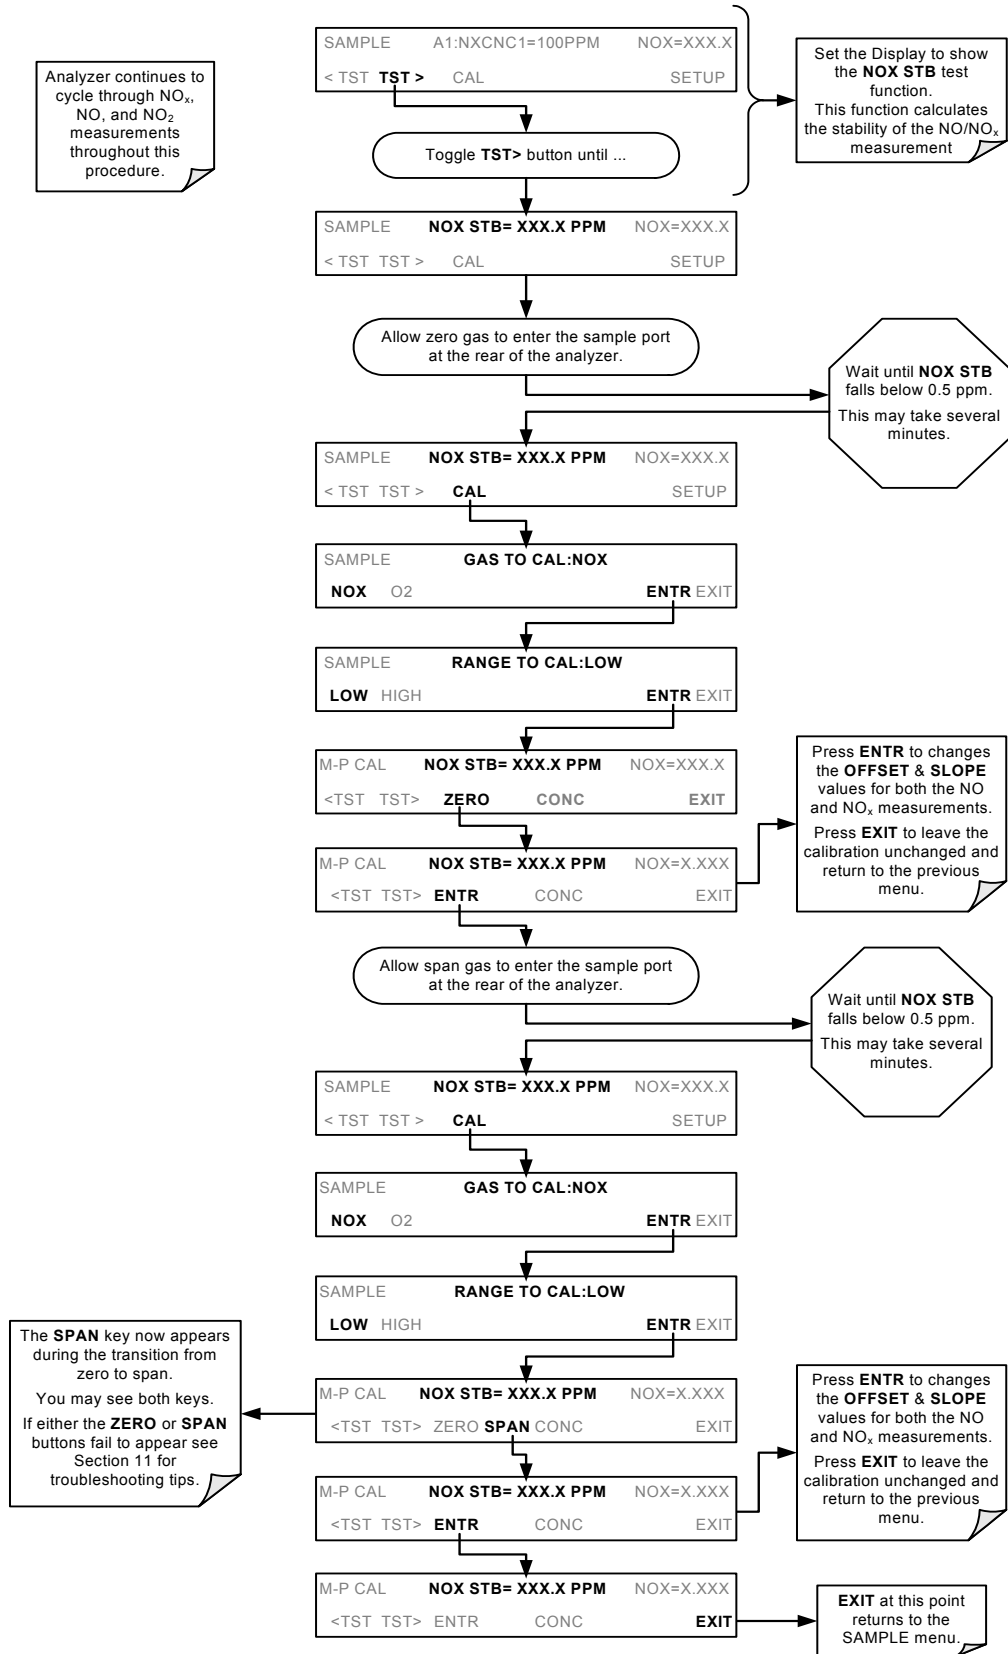 SAMPLE A1:NXCNC1=100PPM NOX=XXX.X
< TST TST > CAL SETUP
Analyzer continues to
cycle through NOₓ,
NO, and NO₂
measurements
throughout this
procedure.
Set the Display to show
the NOX STB test
function.
This function calculates
the stability of the NO/NOₓ
measurement
Toggle TST> button until ...
SAMPLE NOX STB= XXX.X PPM NOX=XXX.X
< TST TST > CAL SETUP
Allow zero gas to enter the sample port
at the rear of the analyzer.
Wait until NOX STB
falls below 0.5 ppm.
This may take several
minutes.
SAMPLE NOX STB= XXX.X PPM NOX=XXX.X
< TST TST > CAL SETUP
SAMPLE GAS TO CAL:NOX
NOX O2 ENTR EXIT
SAMPLE RANGE TO CAL:LOW
LOW HIGH ENTR EXIT
M-P CAL NOX STB= XXX.X PPM NOX=XXX.X
<TST TST> ZERO CONC EXIT
M-P CAL NOX STB= XXX.X PPM NOX=X.XXX
<TST TST> ENTR CONC EXIT
Press ENTR to changes
the OFFSET & SLOPE
values for both the NO
and NOₓ measurements.
Press EXIT to leave the
calibration unchanged and
return to the previous
menu.
Allow span gas to enter the sample port
at the rear of the analyzer.
Wait until NOX STB
falls below 0.5 ppm.
This may take several
minutes.
SAMPLE NOX STB= XXX.X PPM NOX=XXX.X
< TST TST > CAL SETUP
SAMPLE GAS TO CAL:NOX
NOX O2 ENTR EXIT
SAMPLE RANGE TO CAL:LOW
LOW HIGH ENTR EXIT
The SPAN key now appears
during the transition from
zero to span.
You may see both keys.
If either the ZERO or SPAN
buttons fail to appear see
Section 11 for
troubleshooting tips.
M-P CAL NOX STB= XXX.X PPM NOX=X.XXX
<TST TST> ZERO SPAN CONC EXIT
M-P CAL NOX STB= XXX.X PPM NOX=X.XXX
<TST TST> ENTR CONC EXIT
Press ENTR to changes
the OFFSET & SLOPE
values for both the NO
and NOₓ measurements.
Press EXIT to leave the
calibration unchanged and
return to the previous
menu.
M-P CAL NOX STB= XXX.X PPM NOX=X.XXX
<TST TST> ENTR CONC EXIT
EXIT at this point
returns to the
SAMPLE menu.